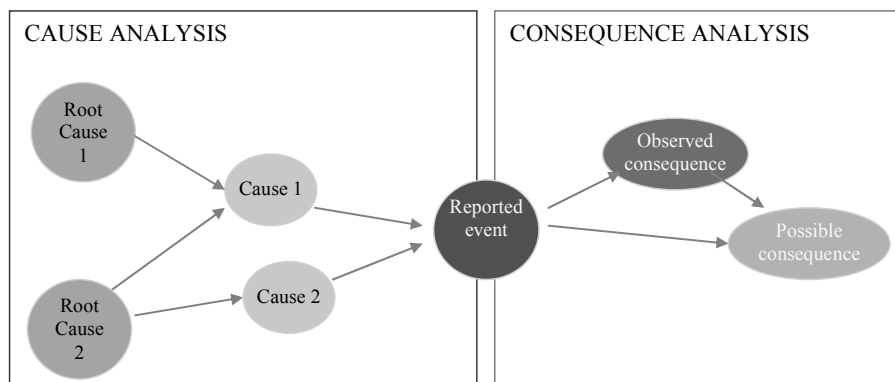 CAUSE ANALYSIS
Root
Cause
1
Cause 1
Root
Cause
2
Cause 2
Reported
event
CONSEQUENCE ANALYSIS
Observed
consequence
Possible
consequence